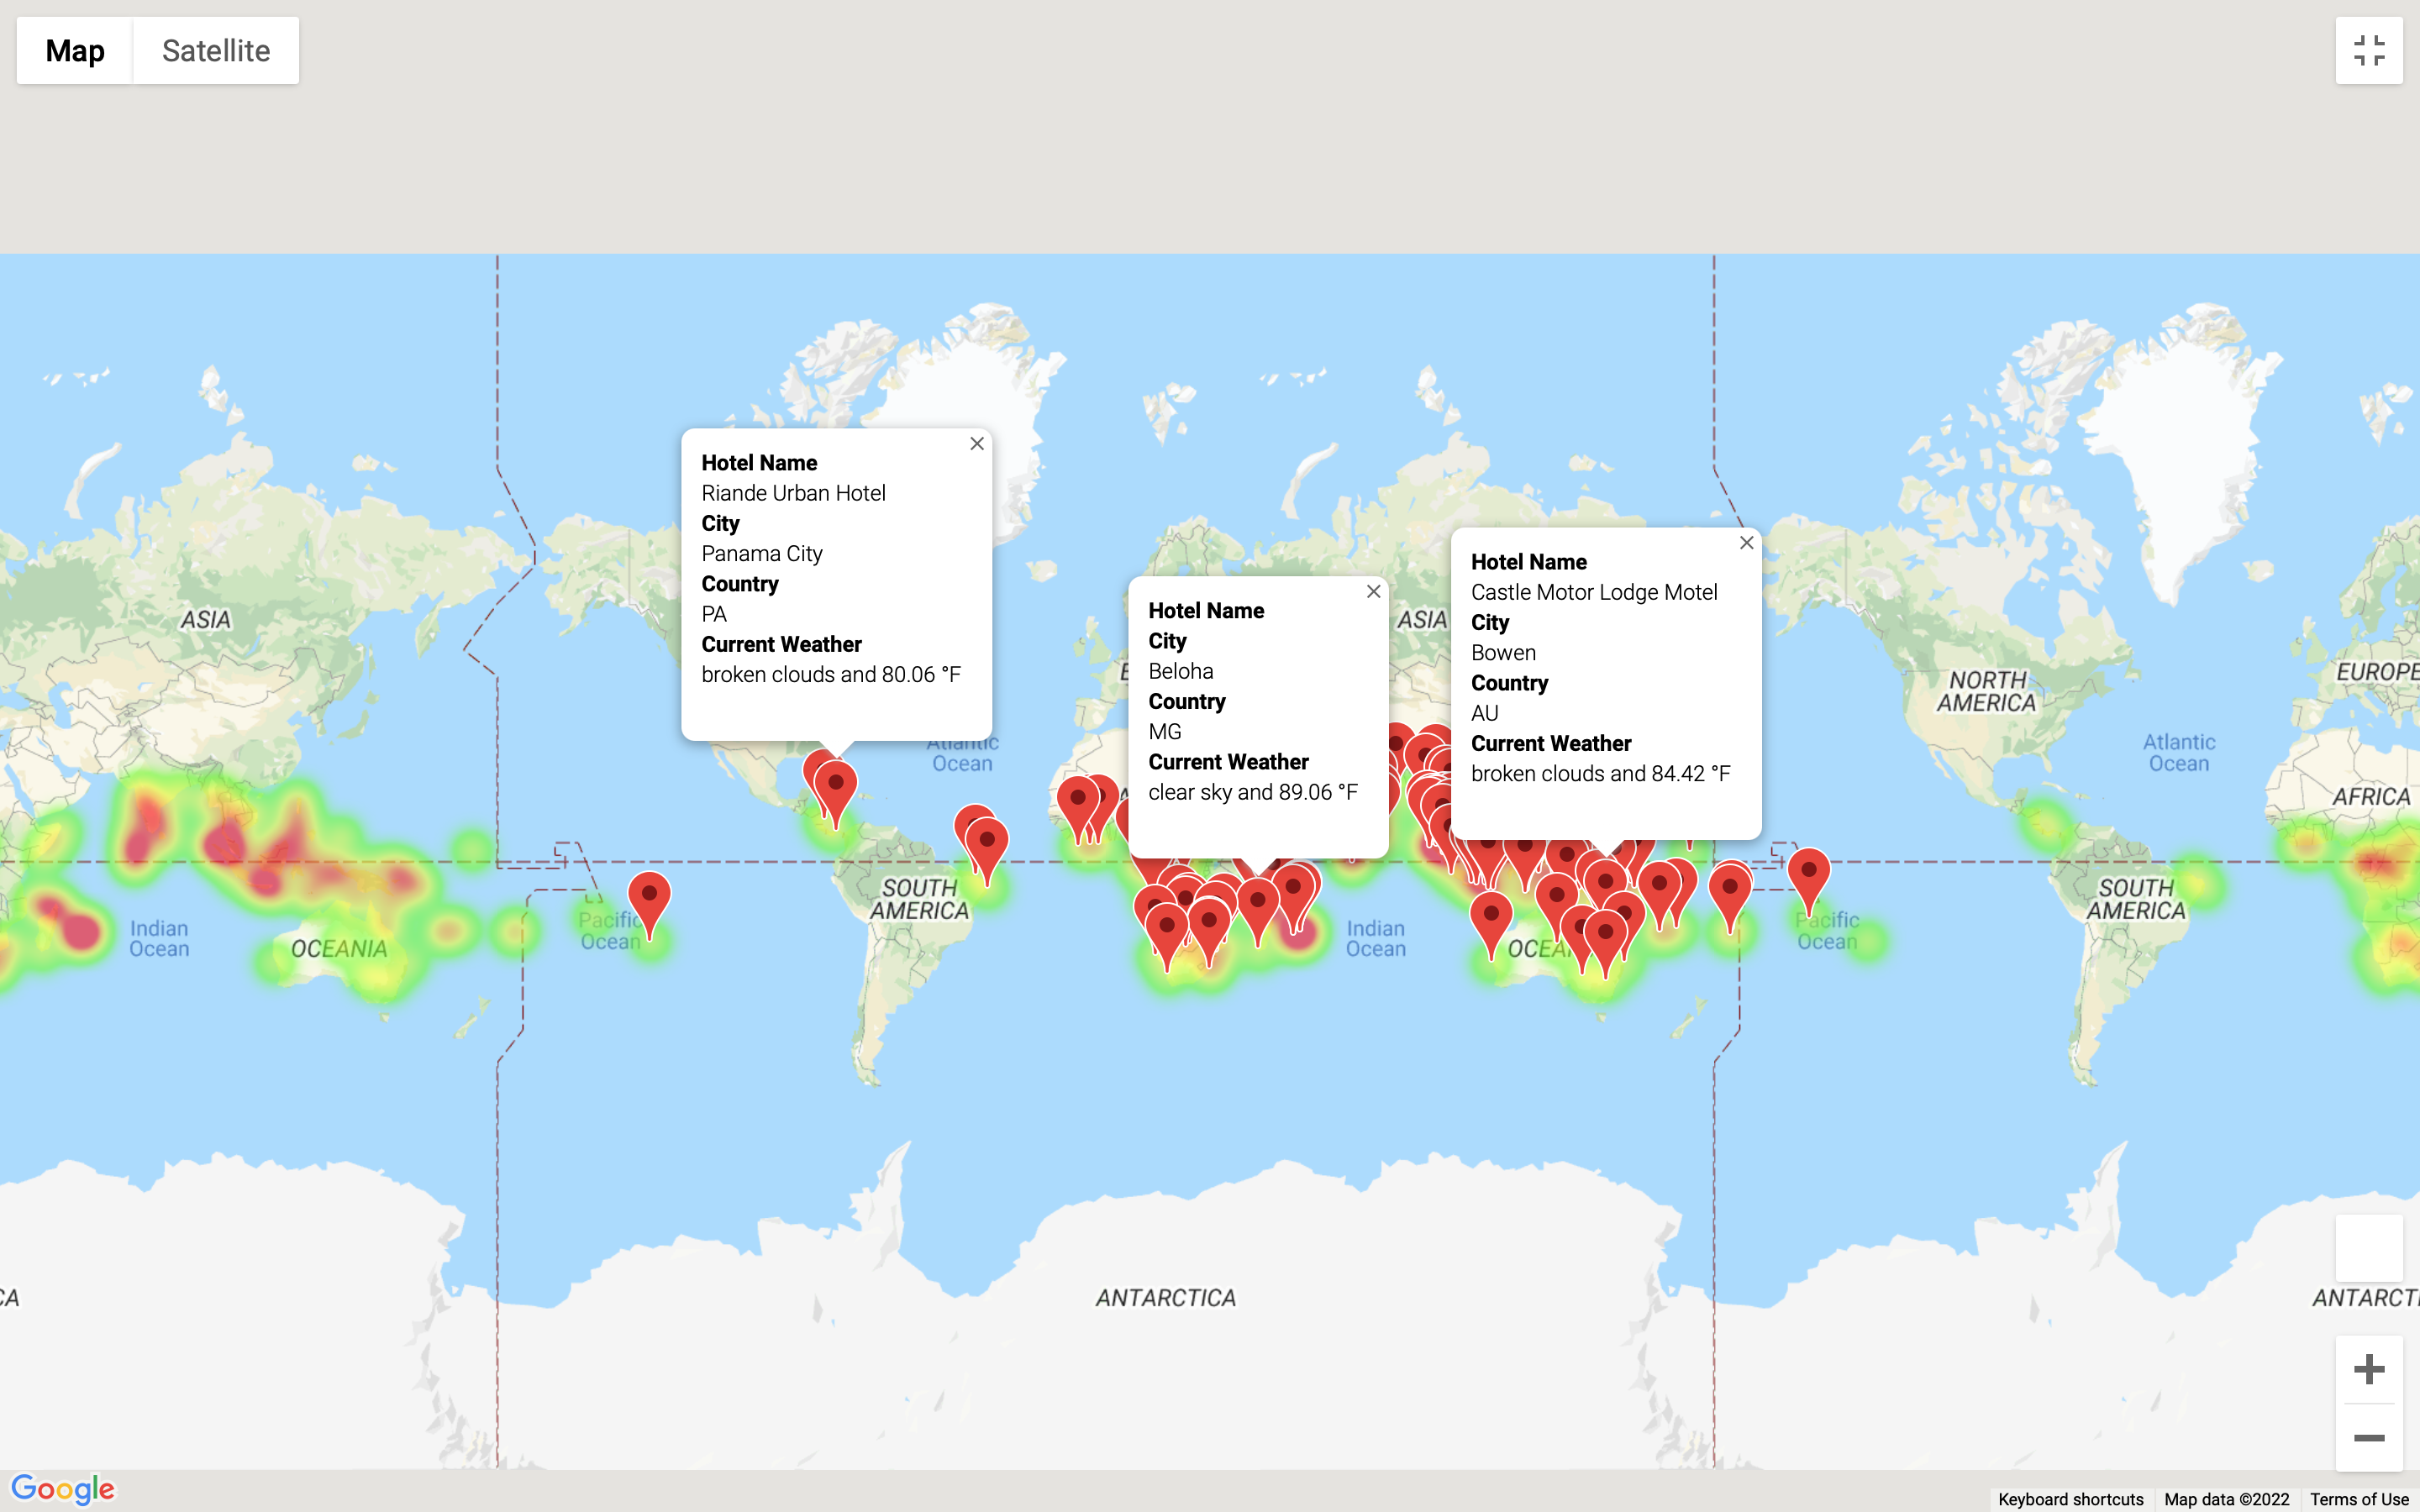 Map
Satellite
Hotel Name
Riande Urban Hotel
City
Panama City
Country
PA
Current Weather
broken clouds and 80.06 °F
Hotel Name
City
Beloha
Country
MG
Current Weather
clear sky and 89.06 °F
Hotel Name
Castle Motor Lodge Motel
City
Bowen
Country
AU
Current Weather
broken clouds and 84.42 °F
ASIA
ASIA
NORTH
AMERICA
EUROPE
Atlantic
Ocean
Atlantic
Ocean
AFRICA
SOUTH
AMERICA
SOUTH
AMERICA
Indian
Ocean
OCEANIA
Pacific
Ocean
Indian
Ocean
Pacific
Ocean
ANTARCTICA
Google
Keyboard shortcuts
Map data ©2022
Terms of Use